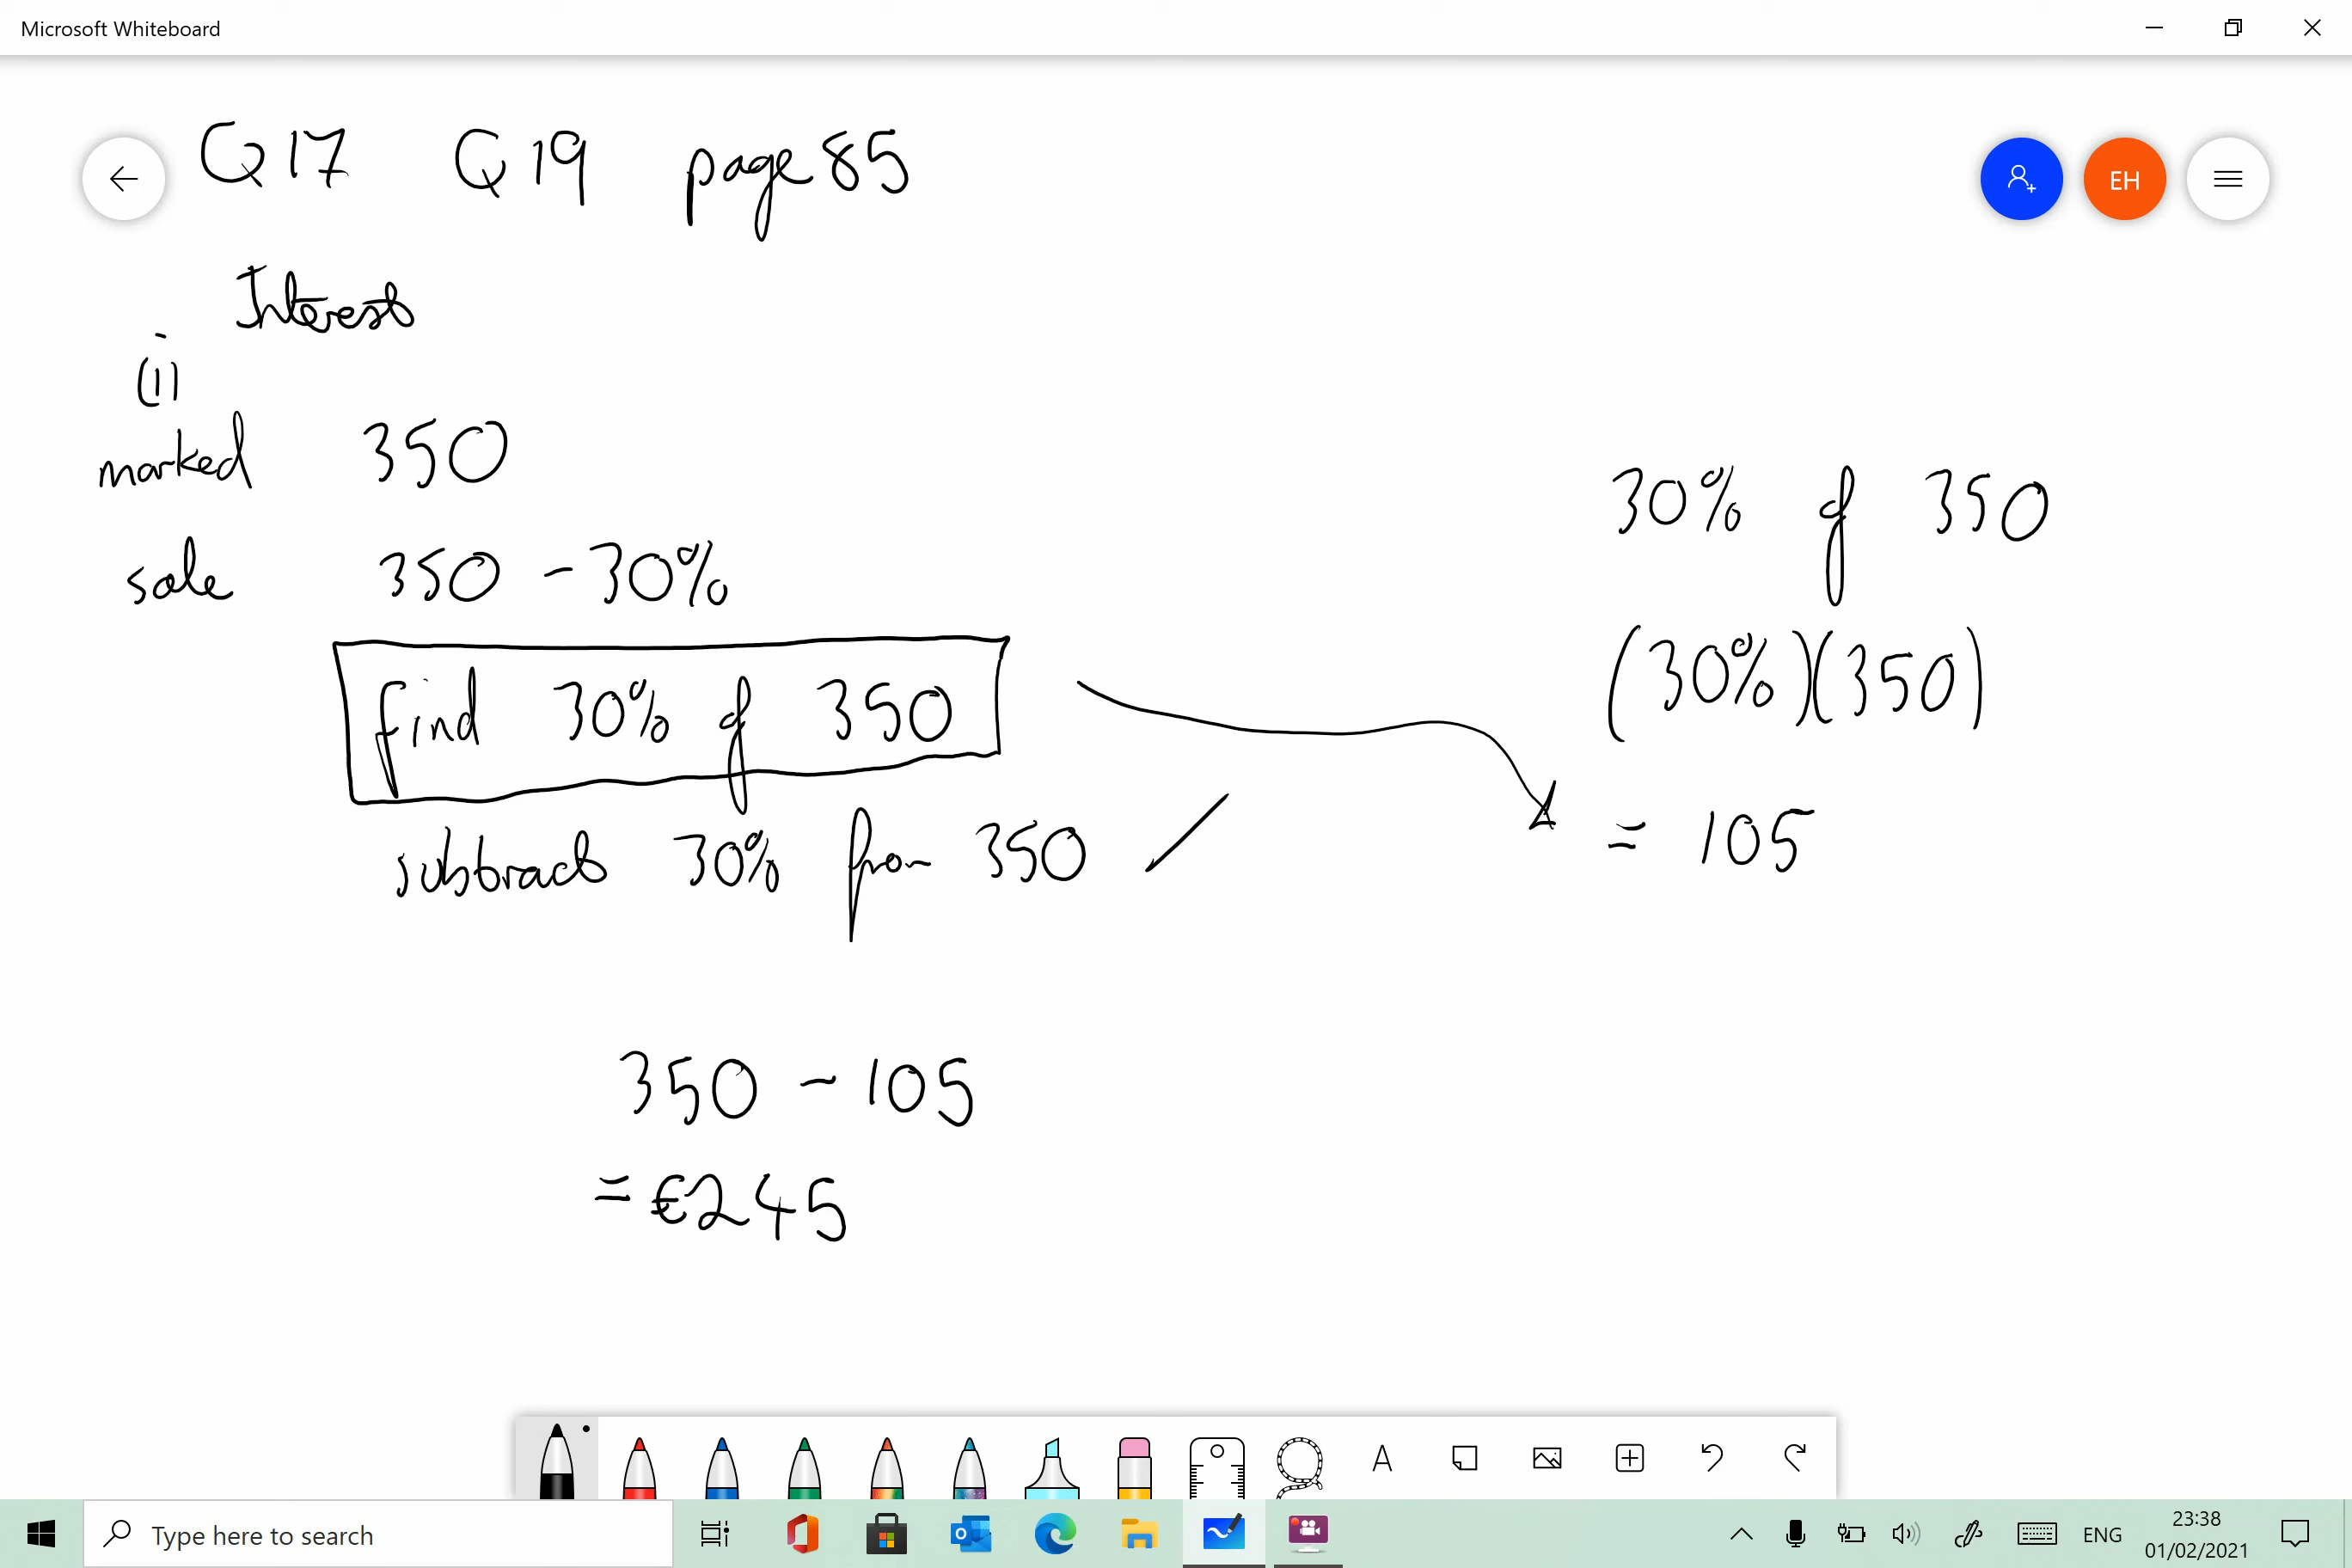 Microsoft Whiteboard
Q17 Q19 page 85
EH
Interest
(i)
marked 350
sale 350 - 30%
find 30% of 350
subtract 30% from 350
350 - 105
= €245
30% of 350
(30%)(350)
= 105
A
Type here to search
ENG
23:38
01/02/2021